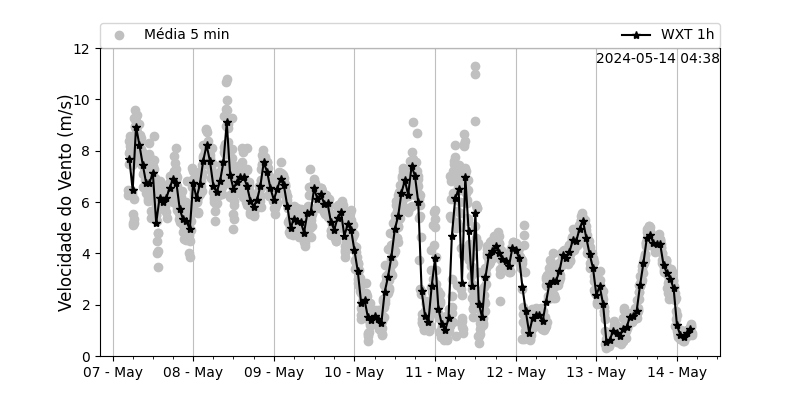 Média 5 min
WXT 1h
2024-05-14 04:38
Velocidade do Vento (m/s)
12
10
8
6
4
2
0
07 - May
08 - May
09 - May
10 - May
11 - May
12 - May
13 - May
14 - May